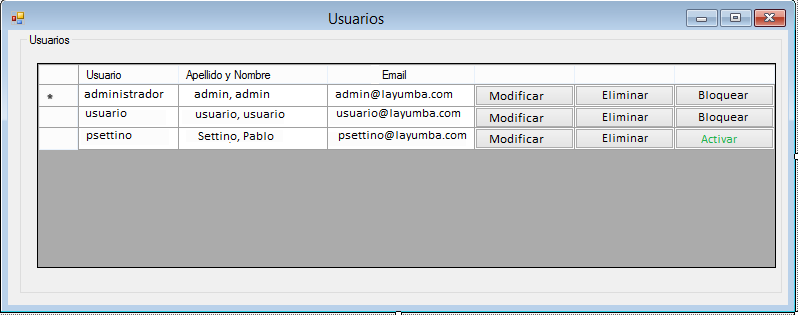 Usuarios
Usuarios
Usuario Apellido y Nombre Email
* administrador admin, admin admin@layumba.com Modificar Eliminar Bloquear
usuario usuario, usuario usuario@layumba.com Modificar Eliminar Bloquear
psettino Settino, Pablo psettino@layumba.com Modificar Eliminar Activar